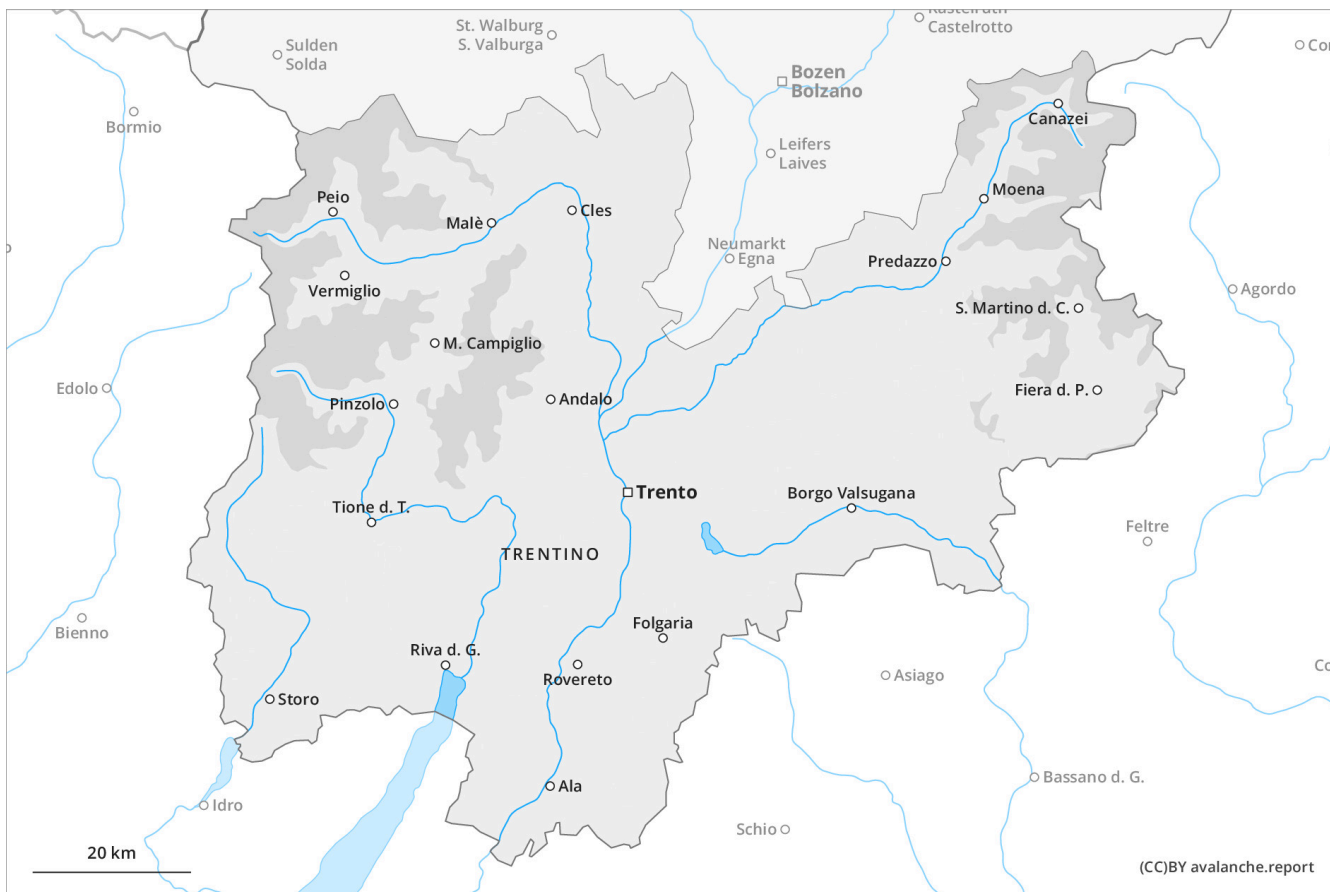 St. Walburg
S. Valburga
Castelrotto
Sulden
Solda
Bozen
Bolzano
Bormio
Canazei
Leifers
Laives
Peio
Malè
Cles
Moena
Neumarkt
Egna
Predazzo
Vermiglio
Agordo
S. Martino d. C.
M. Campiglio
Edolo
Pinzolo
Andalo
Fiera d. P.
Trento
Borgo Valsugana
Tione d. T.
Feltre
TRENTINO
Bienno
Folgaria
Riva d. G.
Rovereto
Asiago
Storo
Ala
Bassano d. G.
Idro
Schio
20 km
(CC)BY avalanche.report